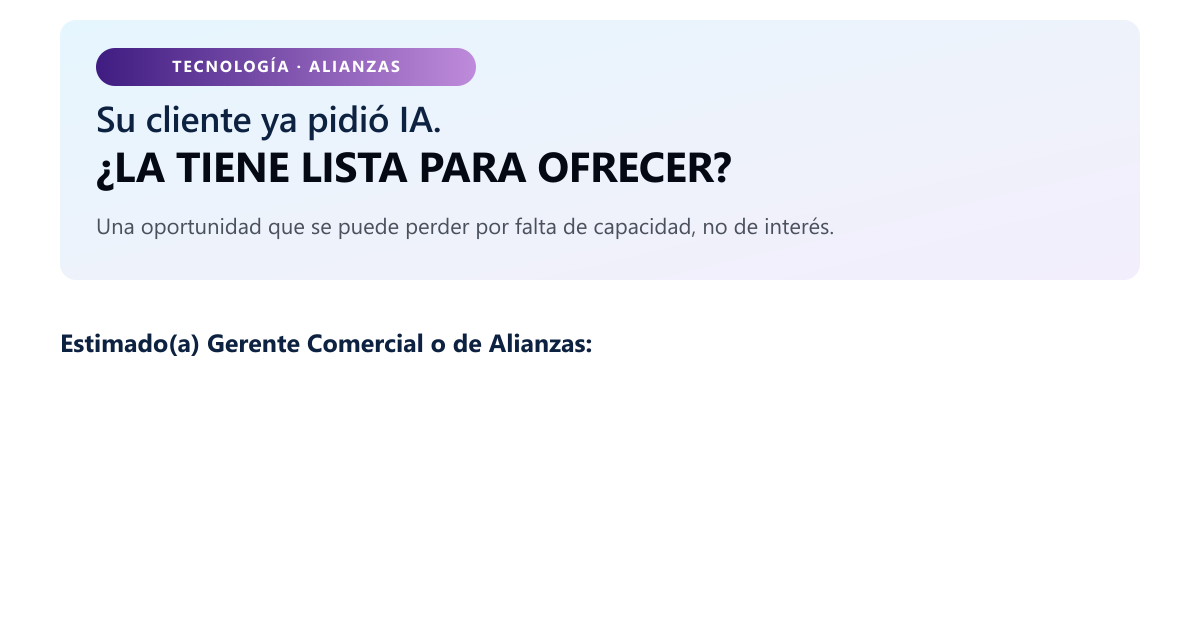 TECNOLOGÍA · ALIANZAS
Su cliente ya pidió IA.
¿LA TIENE LISTA PARA OFRECER?
Una oportunidad que se puede perder por falta de capacidad, no de interés.
Estimado(a) Gerente Comercial o de Alianzas: